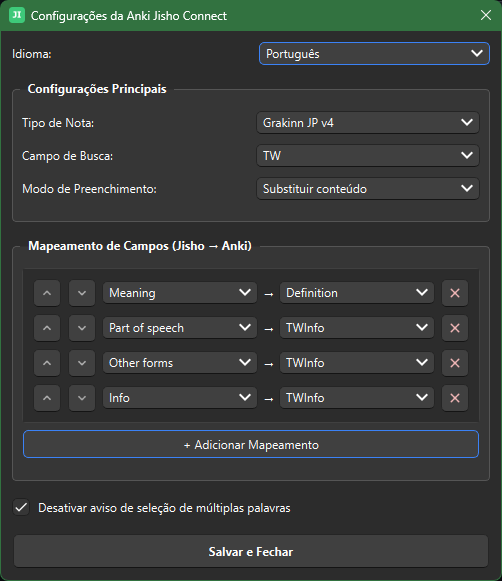 JI Configurações da Anki Jisho Connect
Idioma: Português
Configurações Principais
Tipo de Nota: Grakinn JP v4
Campo de Busca: TW
Modo de Preenchimento: Substituir conteúdo
Mapeamento de Campos (Jisho → Anki)
Meaning → Definition
Part of speech → TWInfo
Other forms → TWInfo
Info → TWInfo
+ Adicionar Mapeamento
Desativar aviso de seleção de múltiplas palavras
Salvar e Fechar